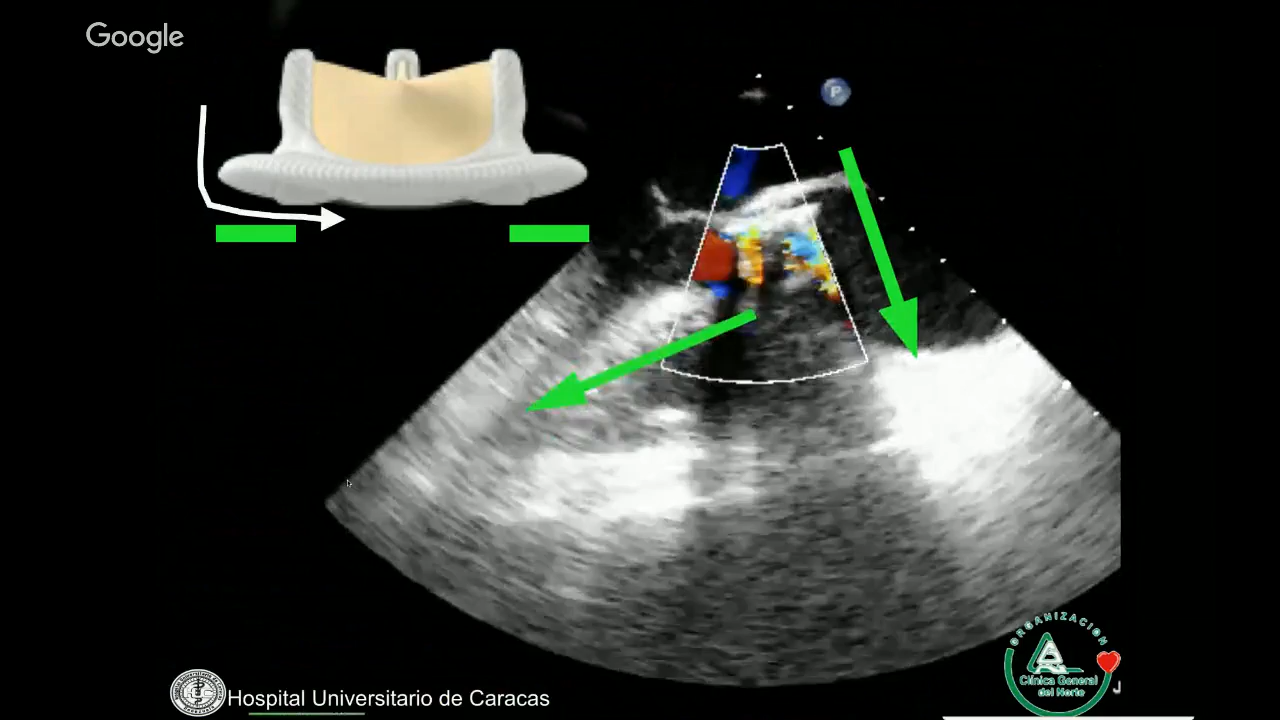 Google
P
ORGANIZACION
Clínica General
del Norte
J
Hospital Universitario de Caracas